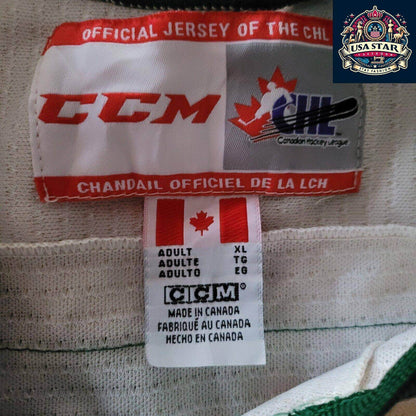 OFFICIAL JERSEY OF THE CHL
CCM
CHL
Canadian Hockey League
CHANDAIL OFFICIEL DE LA LCH
ADULT XL
ADULTE TG
ADULTO EG
CCM®
MADE IN CANADA
FABRIQUÉ AU CANADA
HECHO EN CANADA
USA STAR